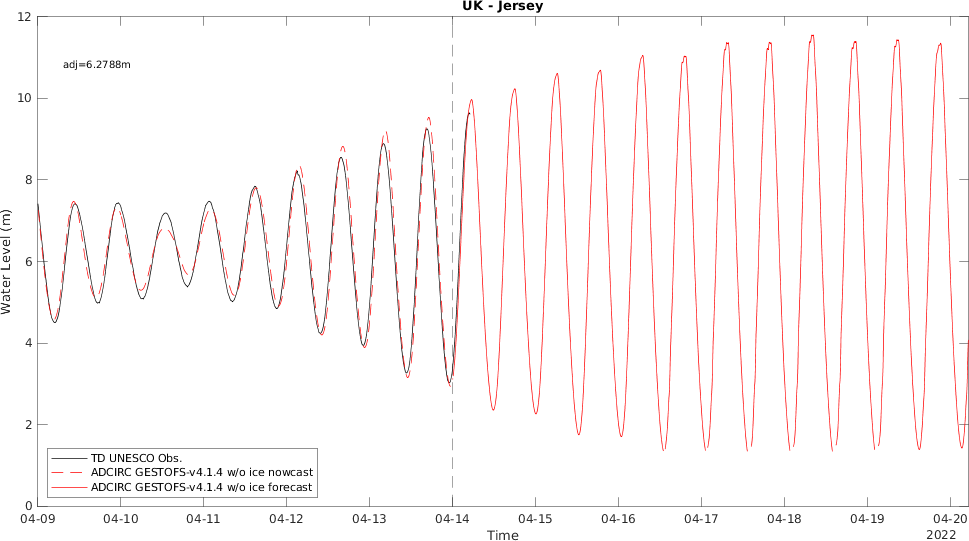 UK - Jersey
12
adj=6.2788m
10
8
6
4
2
0
Water Level (m)
TD UNESCO Obs.
ADCIRC GESTOFS-v4.1.4 w/o ice nowcast
ADCIRC GESTOFS-v4.1.4 w/o ice forecast
04-09 04-10 04-11 04-12 04-13 04-14 04-15 04-16 04-17 04-18 04-19 04-20
Time
2022